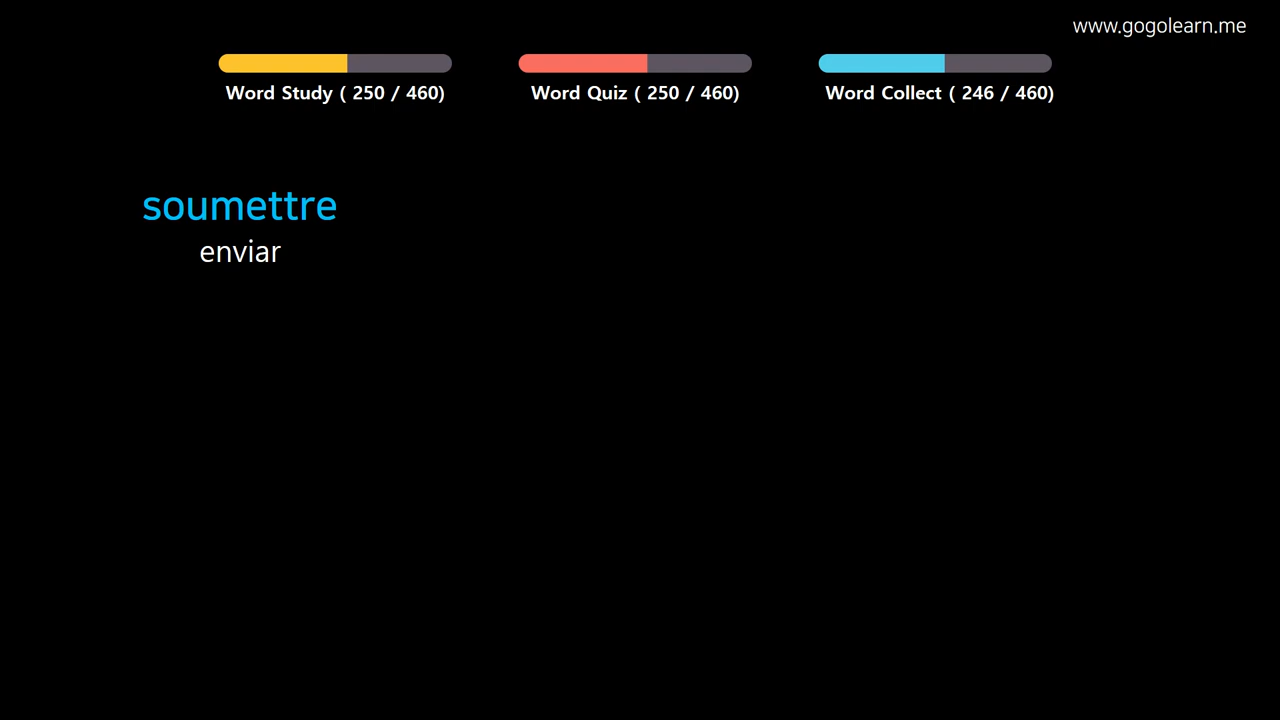 www.gogolearn.me
Word Study ( 250 / 460)
Word Quiz ( 250 / 460)
Word Collect ( 246 / 460)
soumettre
enviar